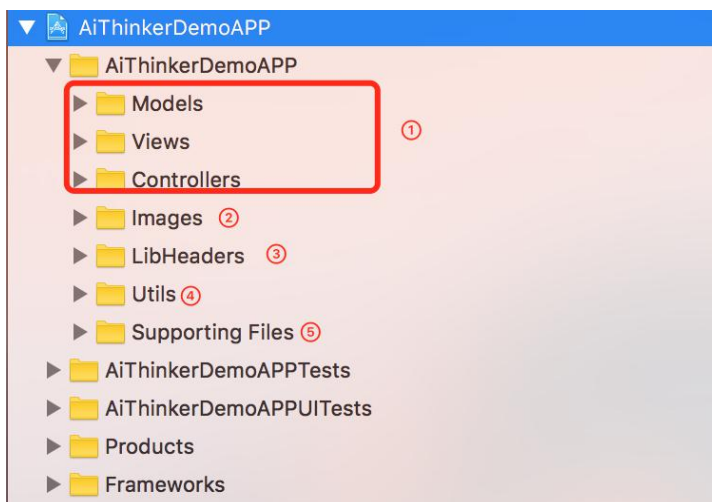 AiThinkerDemoAPP
AiThinkerDemoAPP
Models
Views
①
Controllers
Images ②
LibHeaders ③
Utils ④
Supporting Files ⑤
AiThinkerDemoAPPTests
AiThinkerDemoAPPUITests
Products
Frameworks